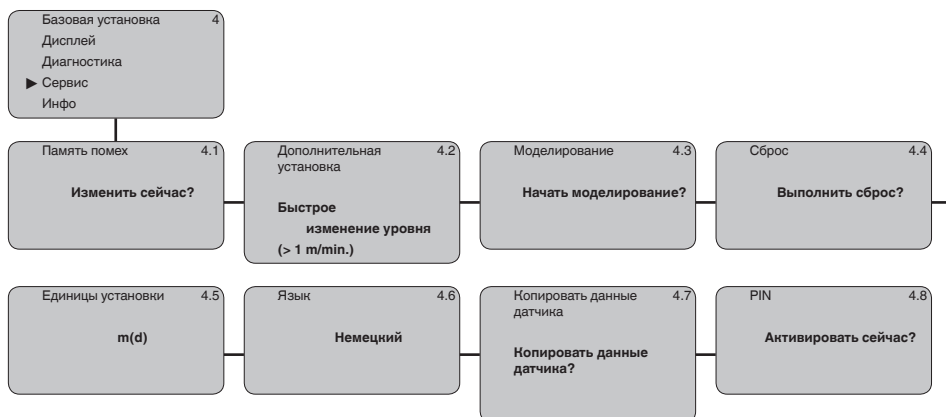 Базовая установка 4
Дисплей
Диагностика
▶ Сервис
Инфо
Память помех 4.1
Изменить сейчас?
Дополнительная 4.2
установка
Быстрое
изменение уровня
(> 1 m/min.)
Моделирование 4.3
Начать моделирование?
Сброс 4.4
Выполнить сброс?
Единицы установки 4.5
m(d)
Язык 4.6
Немецкий
Копировать данные 4.7
датчика
Копировать данные
датчика?
PIN 4.8
Активировать сейчас?